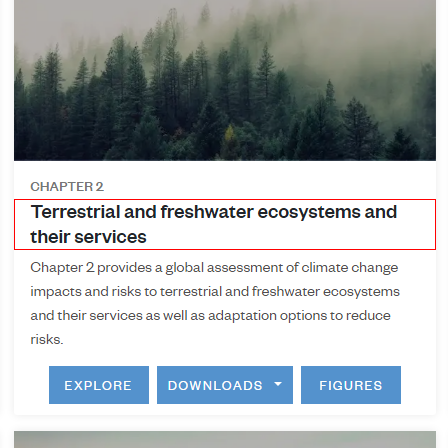 CHAPTER 2
Terrestrial and freshwater ecosystems and
their services
Chapter 2 provides a global assessment of climate change
impacts and risks to terrestrial and freshwater ecosystems
and their services as well as adaptation options to reduce
risks.
EXPLORE DOWNLOADS FIGURES